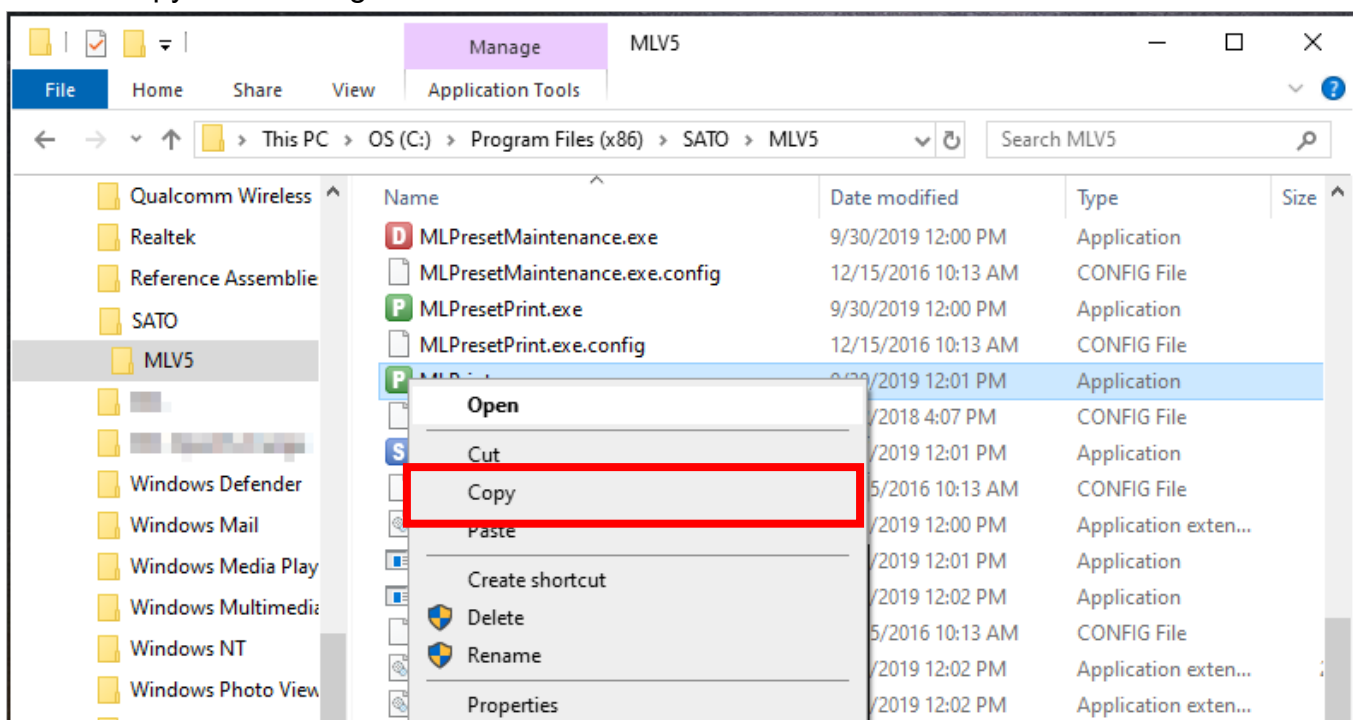 Manage MLV5
File Home Share View Application Tools
This PC > OS (C:) > Program Files (x86) > SATO > MLV5 Search MLV5
Name Date modified Type Size
Qualcomm Wireless
Realtek
Reference Assemblie
SATO
MLV5
Windows Defender
Windows Mail
Windows Media Play
Windows Multimedia
Windows NT
Windows Photo View
D MLPresetMaintenance.exe 9/30/2019 12:00 PM Application
MLPresetMaintenance.exe.config 12/15/2016 10:13 AM CONFIG File
P MLPresetPrint.exe 9/30/2019 12:00 PM Application
MLPresetPrint.exe.config 12/15/2016 10:13 AM CONFIG File
P /2019 12:01 PM Application
/2018 4:07 PM CONFIG File
S /2019 12:01 PM Application
5/2016 10:13 AM CONFIG File
/2019 12:00 PM Application exten...
/2019 12:01 PM Application
/2019 12:02 PM Application
5/2016 10:13 AM CONFIG File
/2019 12:02 PM Application exten...
/2019 12:02 PM Application exten...
Open
Cut
Copy
Paste
Create shortcut
Delete
Rename
Properties